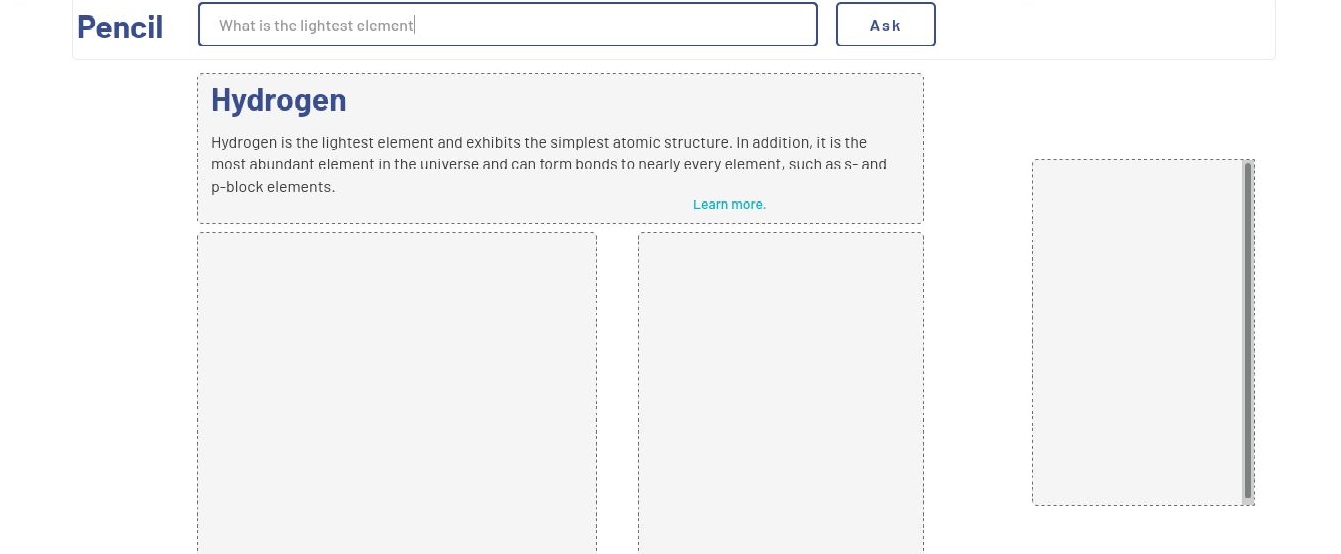 Pencil
What is the lightest element
Ask
Hydrogen
Hydrogen is the lightest element and exhibits the simplest atomic structure. In addition, it is the
most abundant element in the universe and can form bonds to nearly every element, such as s- and
p-block elements.
Learn more.